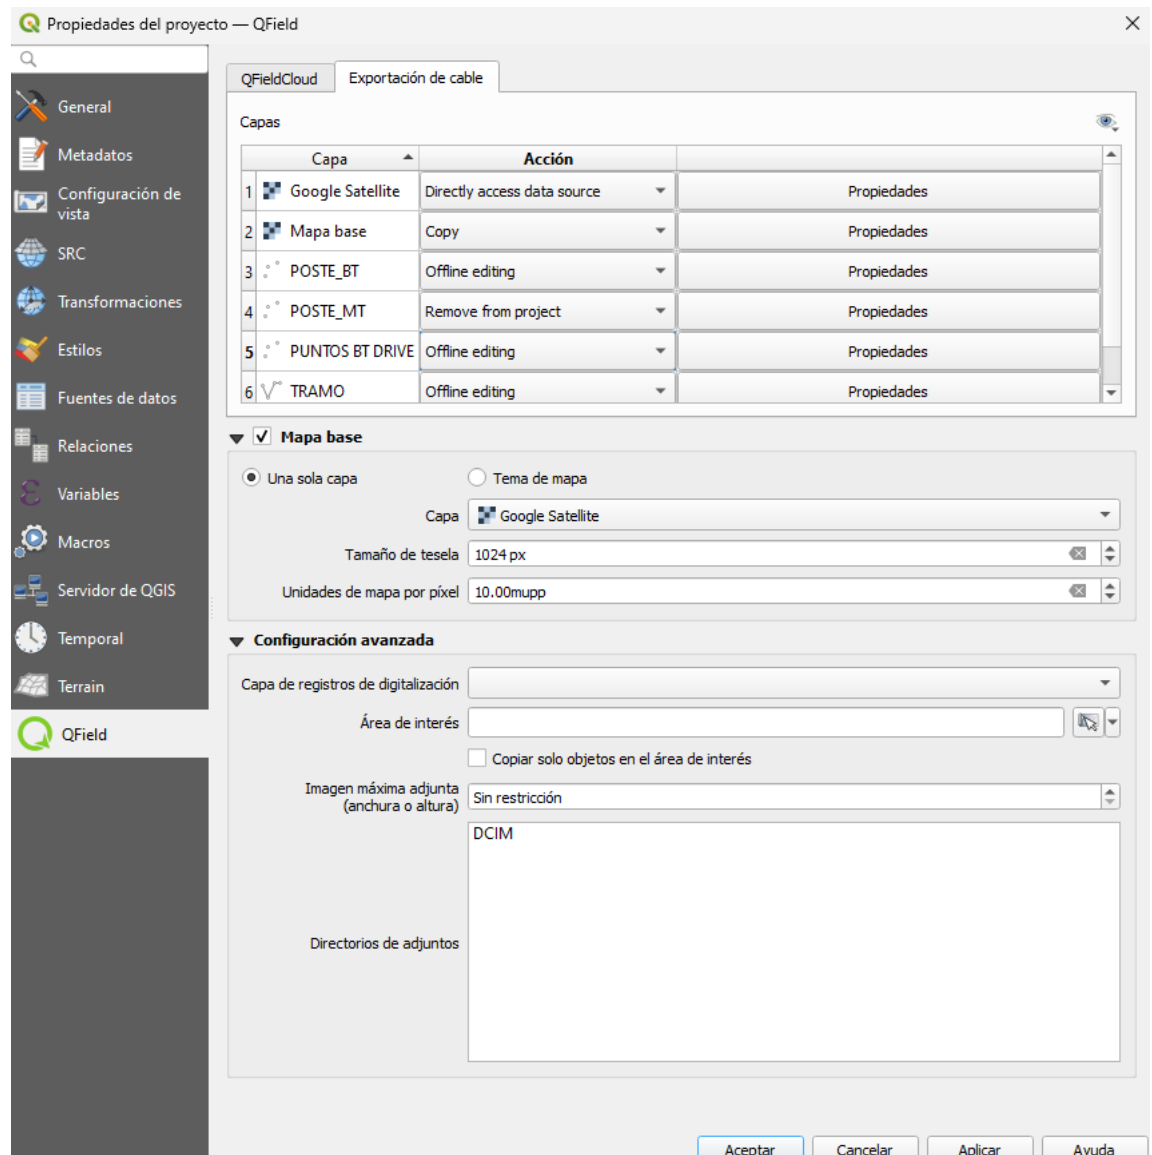 Propiedades del proyecto — QField
General
Metadatos
Configuración de
vista
SRC
Transformaciones
Estilos
Fuentes de datos
Relaciones
Variables
Macros
Servidor de QGIS
Temporal
Terrain
QField
QFieldCloud Exportación de cable
Capas
Capa Acción
1 Google Satellite Directly access data source Propiedades
2 Mapa base Copy Propiedades
3 POSTE_BT Offline editing Propiedades
4 POSTE_MT Remove from project Propiedades
5 PUNTOS BT DRIVE Offline editing Propiedades
6 TRAMO Offline editing Propiedades
Mapa base
Una sola capa Tema de mapa
Capa Google Satellite
Tamaño de tesela 1024 px
Unidades de mapa por píxel 10.00mupp
Configuración avanzada
Capa de registros de digitalización
Área de interés
Copiar solo objetos en el área de interés
Imagen máxima adjunta
(anchura o altura) Sin restricción
DCIM
Directorios de adjuntos
Aceptar Cancelar Aplicar Ayuda